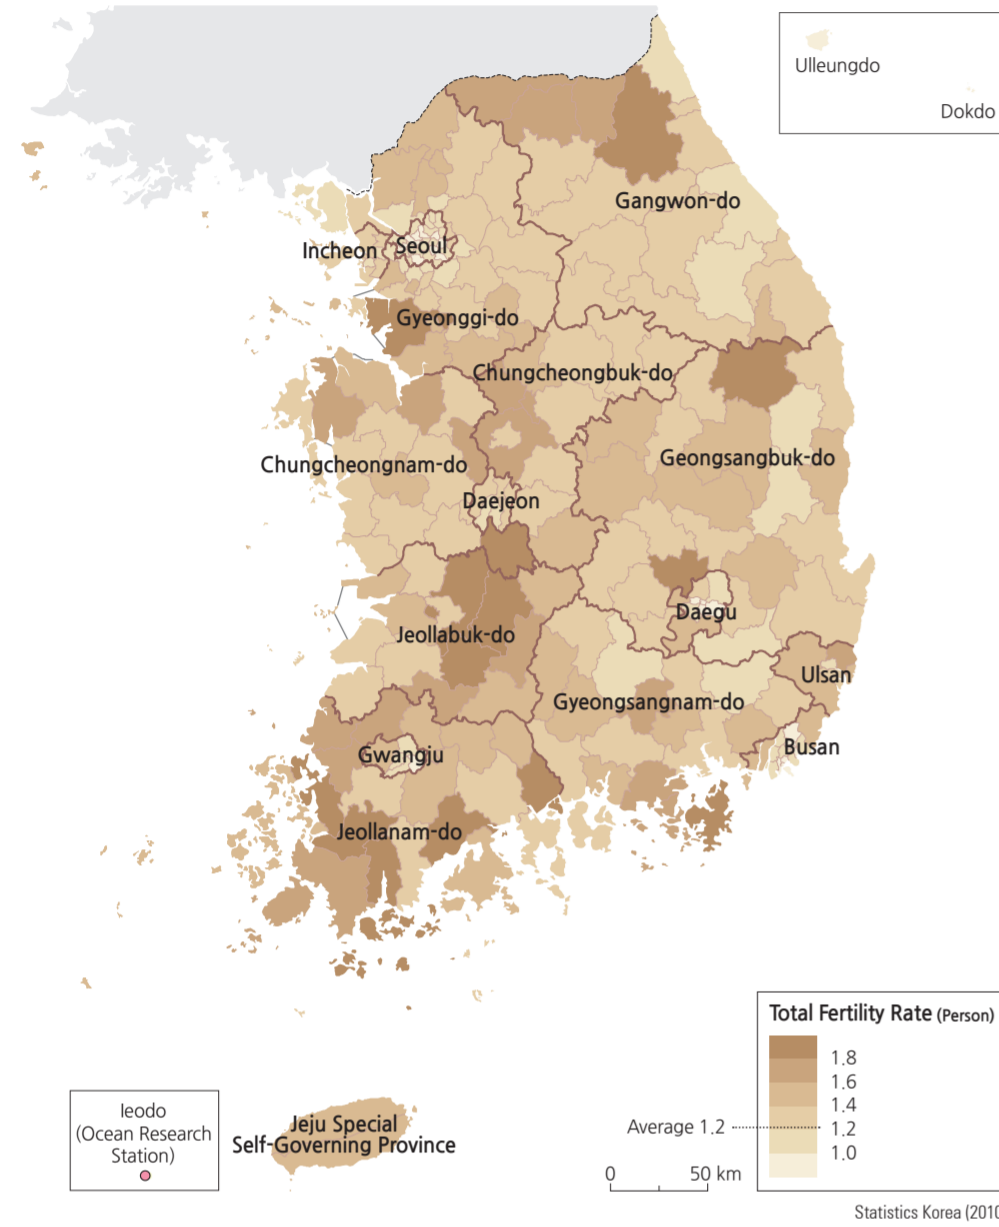 Ulleungdo
Dokdo
Gangwon-do
Incheon
Seoul
Gyeonggi-do
Chungcheongbuk-do
Geongsangbuk-do
Chungcheongnam-do
Daejeon
Daegu
Jeollabuk-do
Ulsan
Gyeongsangnam-do
Busan
Gwangju
Jeollanam-do
Total Fertility Rate (Person)
1.8
1.6
1.4
Average 1.2
1.2
1.0
Ieodo
(Ocean Research
Station)
Jeju Special
Self-Governing Province
0 50 km
Statistics Korea (2010